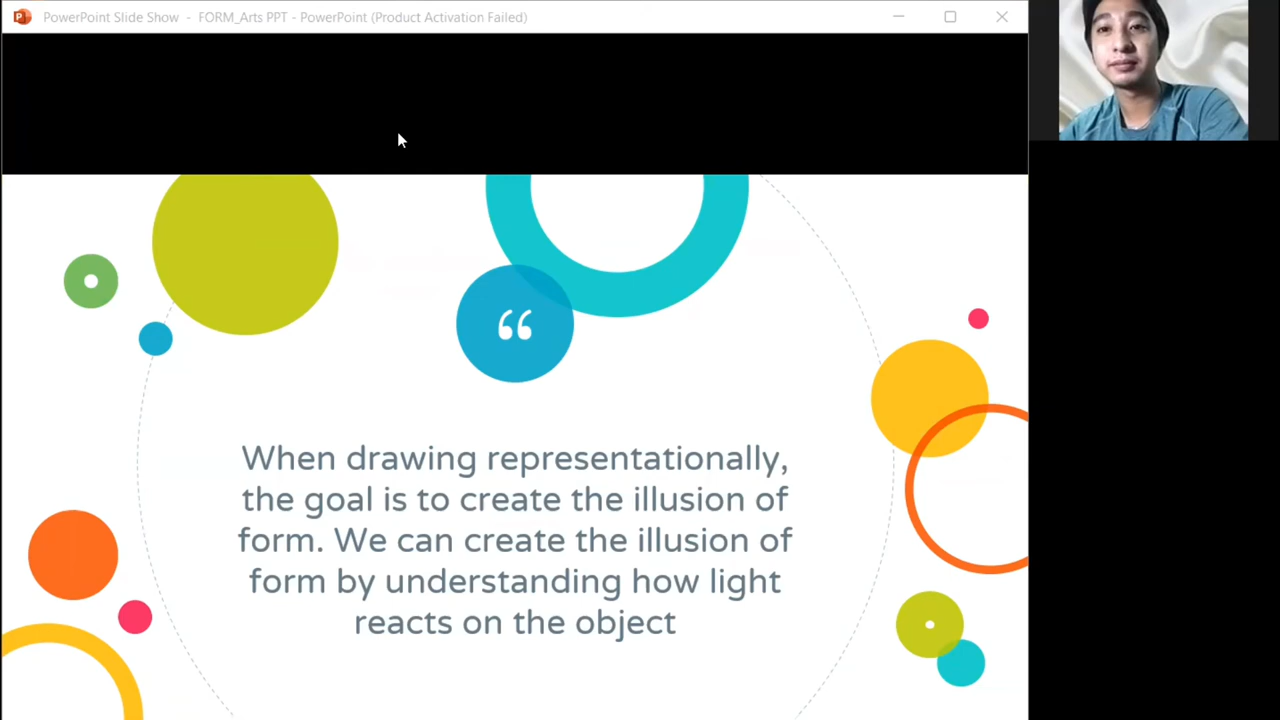 PowerPoint Slide Show - FORM_Arts PPT - PowerPoint (Product Activation Failed)
“
When drawing representationally,
the goal is to create the illusion of
form. We can create the illusion of
form by understanding how light
reacts on the object